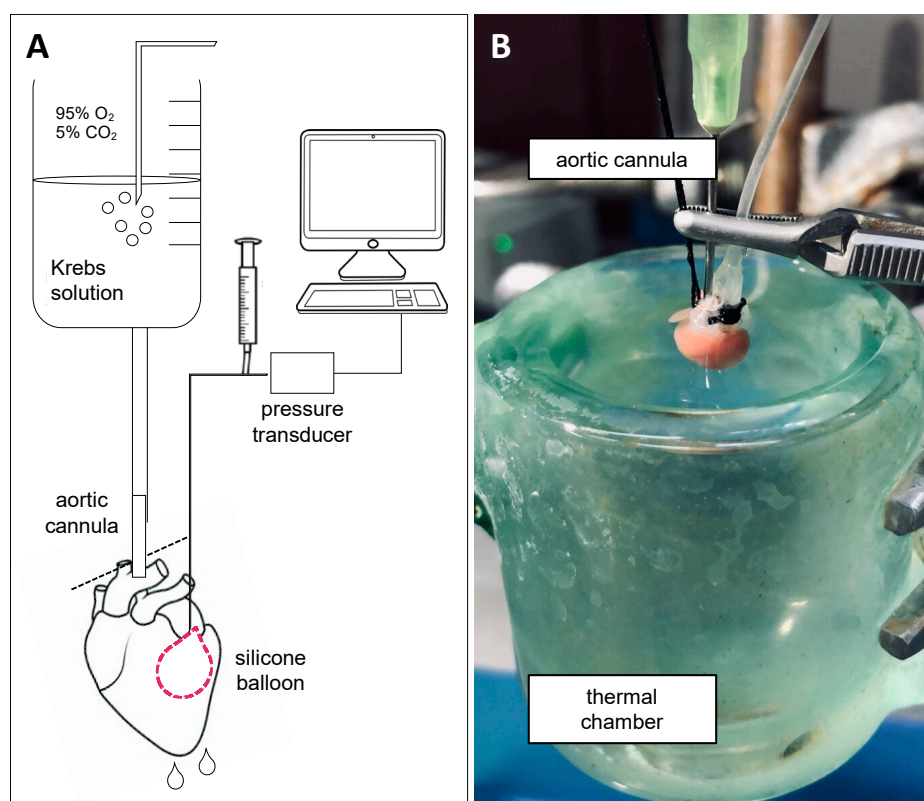 A
95% O₂
5% CO₂
Krebs
solution
pressure
transducer
aortic
cannula
silicone
balloon
B
aortic cannula
thermal
chamber